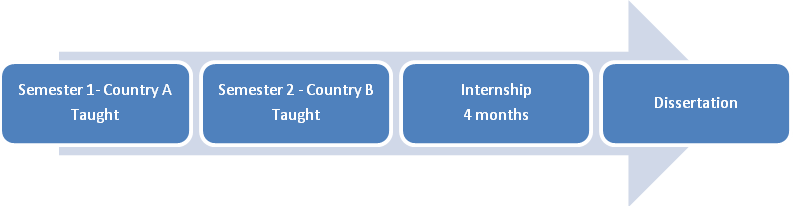 Semester 1- Country A
Taught
Semester 2 - Country B
Taught
Internship
4 months
Dissertation